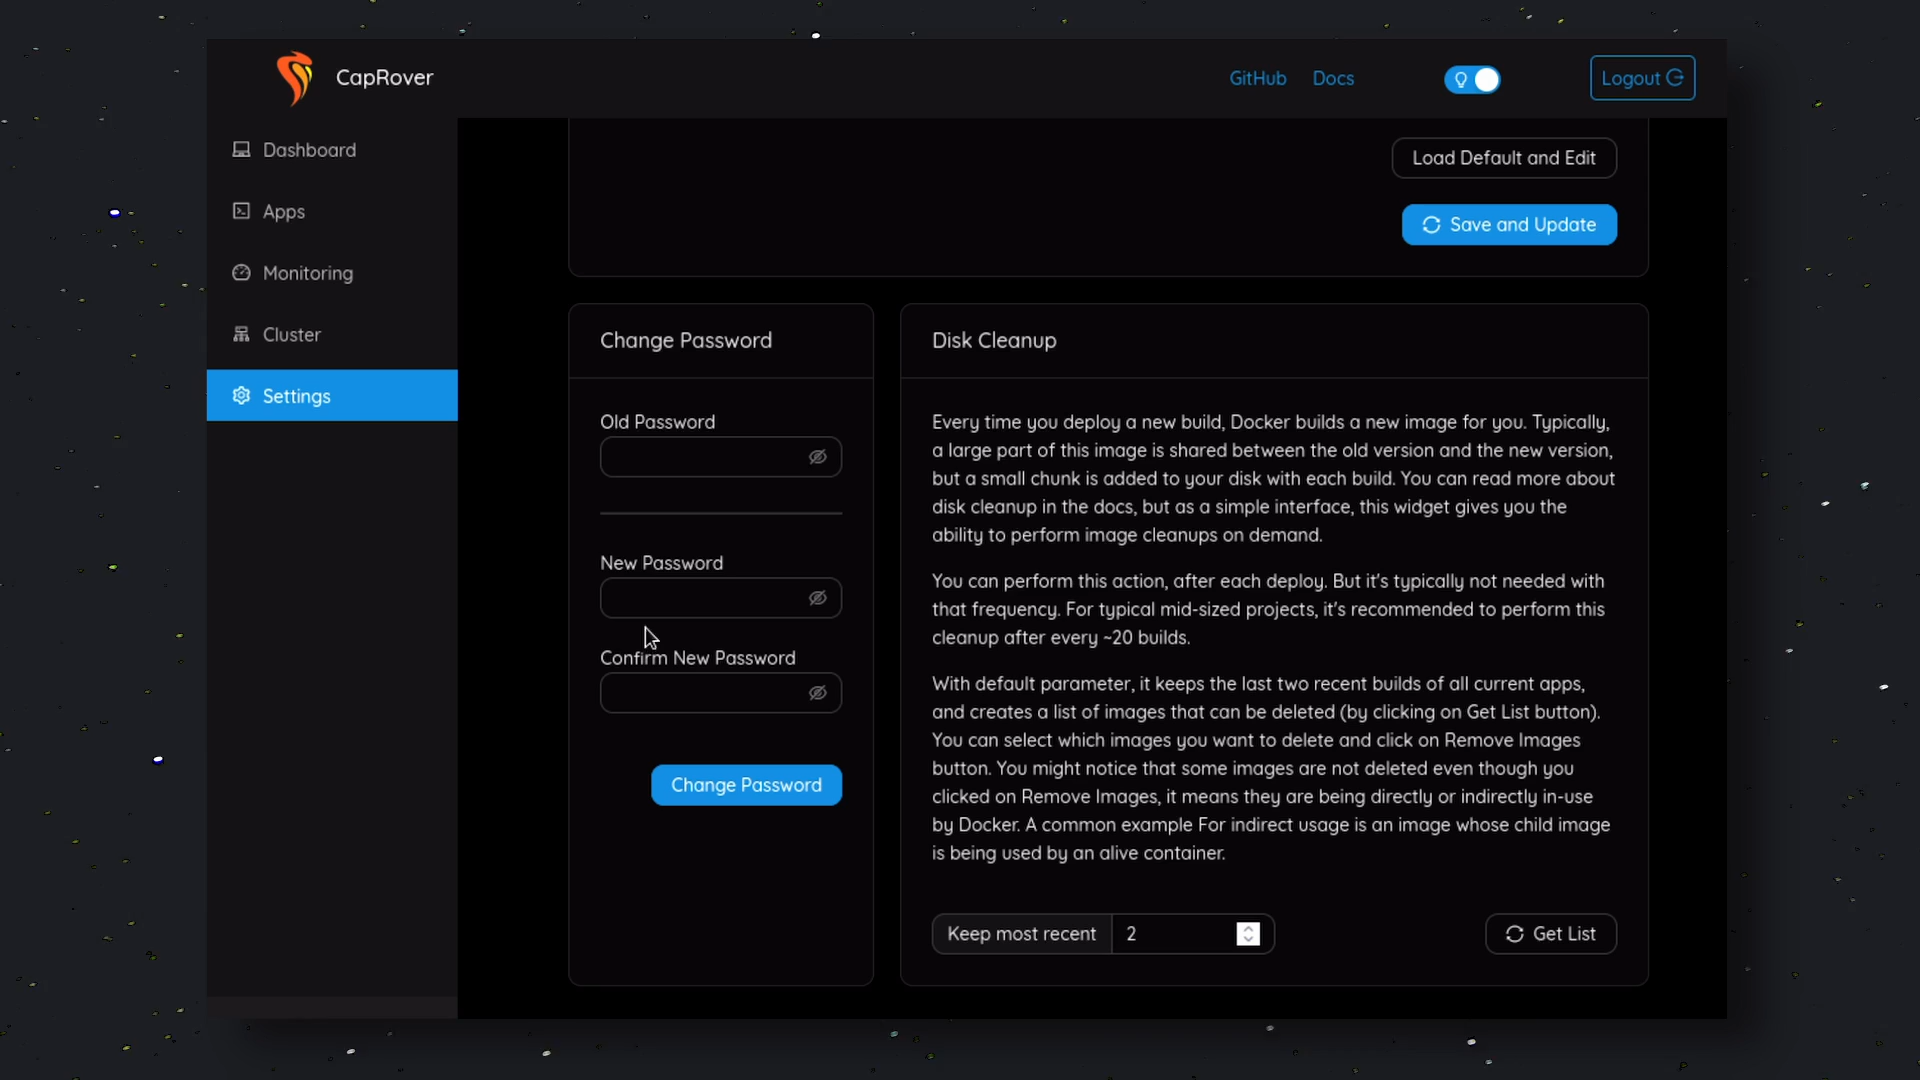 CapRover
GitHub
Docs
Logout
Dashboard
Apps
Monitoring
Cluster
Settings
Load Default and Edit
Save and Update
Change Password
Old Password
New Password
Confirm New Password
Change Password
Disk Cleanup
Every time you deploy a new build, Docker builds a new image for you. Typically,
a large part of this image is shared between the old version and the new version,
but a small chunk is added to your disk with each build. You can read more about
disk cleanup in the docs, but as a simple interface, this widget gives you the
ability to perform image cleanups on demand.
You can perform this action, after each deploy. But it's typically not needed with
that frequency. For typical mid-sized projects, it's recommended to perform this
cleanup after every ~20 builds.
With default parameter, it keeps the last two recent builds of all current apps,
and creates a list of images that can be deleted (by clicking on Get List button).
You can select which images you want to delete and click on Remove Images
button. You might notice that some images are not deleted even though you
clicked on Remove Images, it means they are being directly or indirectly in-use
by Docker. A common example For indirect usage is an image whose child image
is being used by an alive container.
Keep most recent 2
Get List